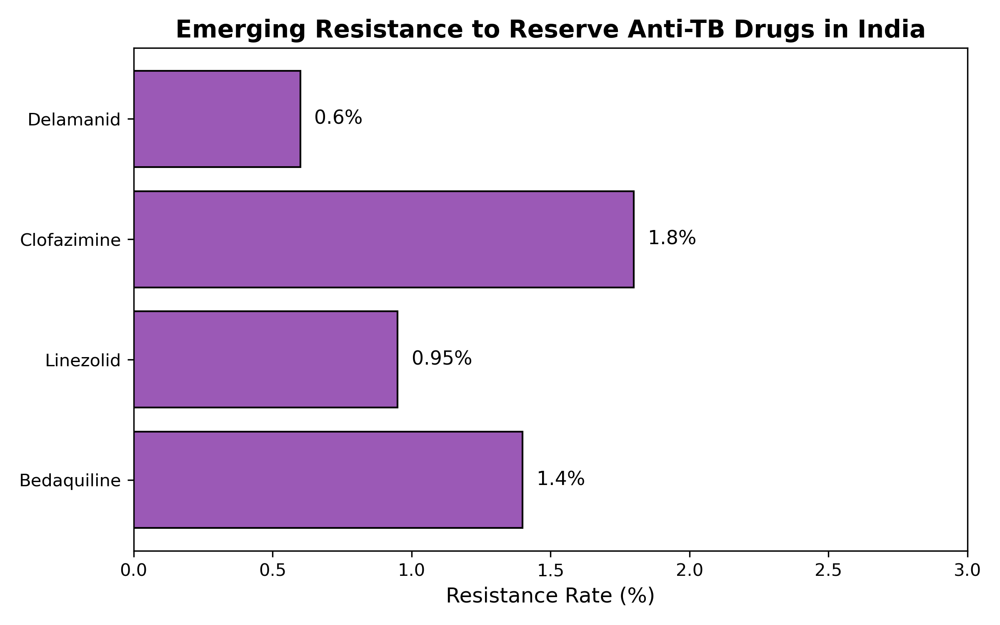 Emerging Resistance to Reserve Anti-TB Drugs in India
Delamanid
0.6%
Clofazimine
1.8%
Linezolid
0.95%
Bedaquiline
1.4%
0.0 0.5 1.0 1.5 2.0 2.5 3.0
Resistance Rate (%)